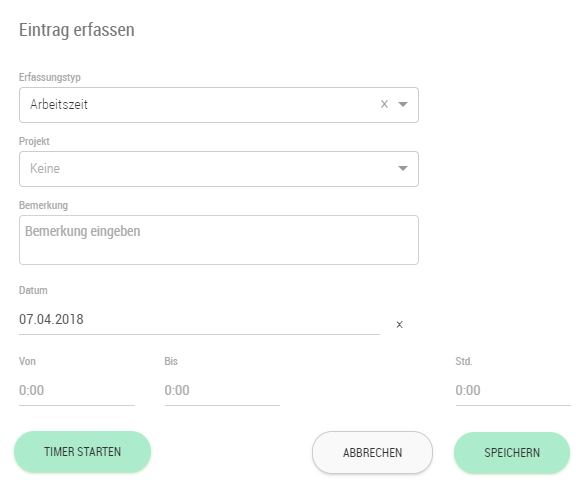 Eintrag erfassen
Erfassungstyp
Arbeitszeit x
Projekt
Keine
Bemerkung
Bemerkung eingeben
Datum
07.04.2018 x
Von Bis Std.
0:00 0:00 0:00
TIMER STARTEN ABBRECHEN SPEICHERN